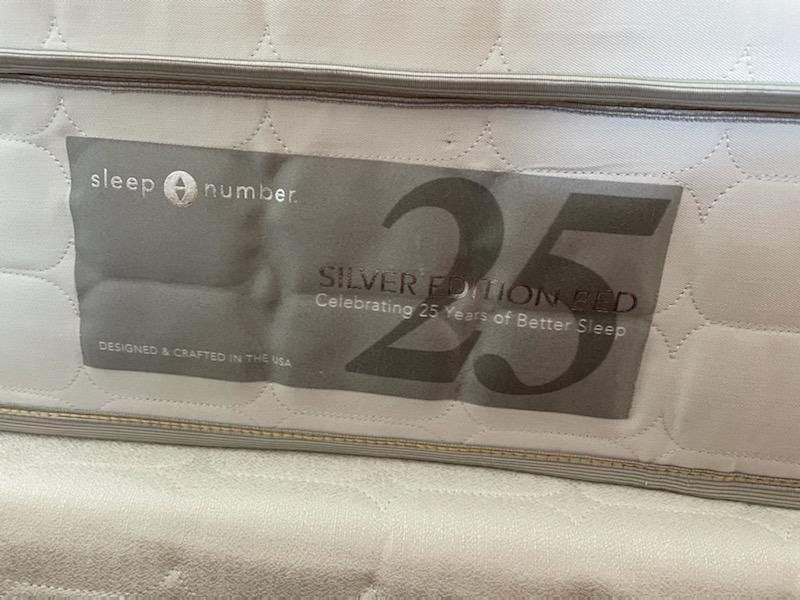 sleep number.
25
SILVER EDITION BED
Celebrating 25 Years of Better Sleep
DESIGNED & CRAFTED IN THE USA